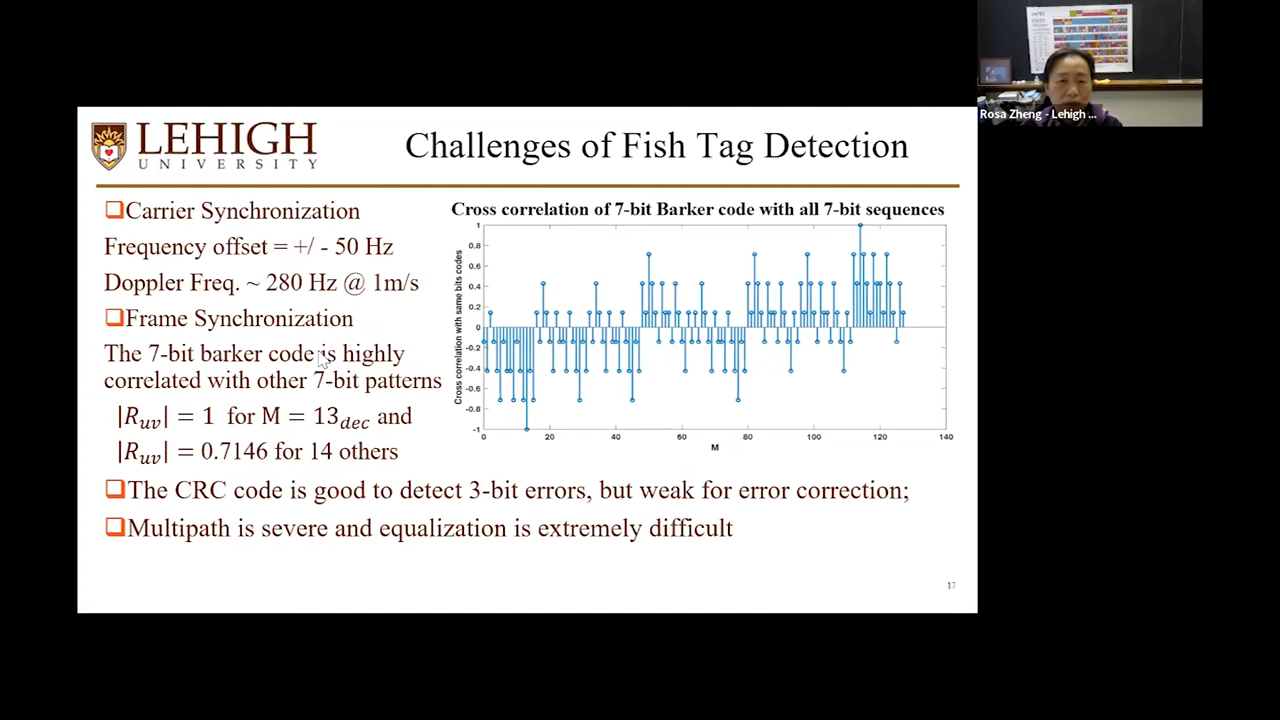 Rosa Zheng - Lehigh ...
LEHIGH
UNIVERSITY
Challenges of Fish Tag Detection
Carrier Synchronization
Frequency offset = +/ - 50 Hz
Doppler Freq. ~ 280 Hz @ 1m/s
Frame Synchronization
The 7-bit barker code is highly
correlated with other 7-bit patterns
|R_uv| = 1 for M = 13_dec and
|R_uv| = 0.7146 for 14 others
Cross correlation of 7-bit Barker code with all 7-bit sequences
Cross correlation with same bits codes
1
0.8
0.6
0.4
0.2
0
-0.2
-0.4
-0.6
-0.8
-1
0 20 40 60 80 100 120 140
M
The CRC code is good to detect 3-bit errors, but weak for error correction;
Multipath is severe and equalization is extremely difficult
17